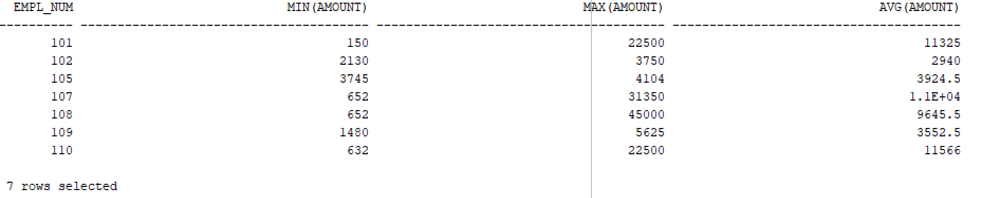 EMPL_NUM MIN(AMOUNT) MAX(AMOUNT) AVG(AMOUNT)
---------- --------------------------------------- --------------------------------------- ---------------------------------------
101 150 22500 11325
102 2130 3750 2940
105 3745 4104 3924.5
107 652 31350 1.1E+04
108 652 45000 9645.5
109 1480 5625 3552.5
110 632 22500 11566
7 rows selected